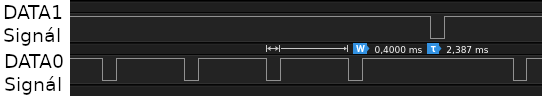 DATA1
Signál
W 0,4000 ms T 2,387 ms
DATA0
Signál